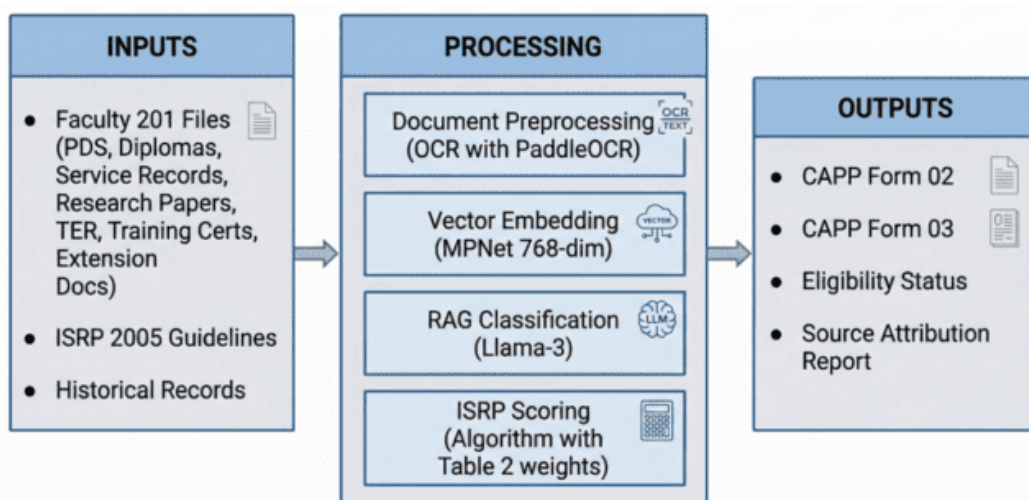 INPUTS
● Faculty 201 Files
(PDS, Diplomas,
Service Records,
Research Papers,
TER, Training Certs,
Extension
Docs)
● ISRP 2005 Guidelines
● Historical Records
PROCESSING
Document Preprocessing
(OCR with PaddleOCR)
OCR
TEXT
Vector Embedding
(MPNet 768-dim)
VECTOR
RAG Classification
(Llama-3)
LLM
ISRP Scoring
(Algorithm with
Table 2 weights)
OUTPUTS
● CAPP Form 02
● CAPP Form 03
● Eligibility Status
● Source Attribution
Report